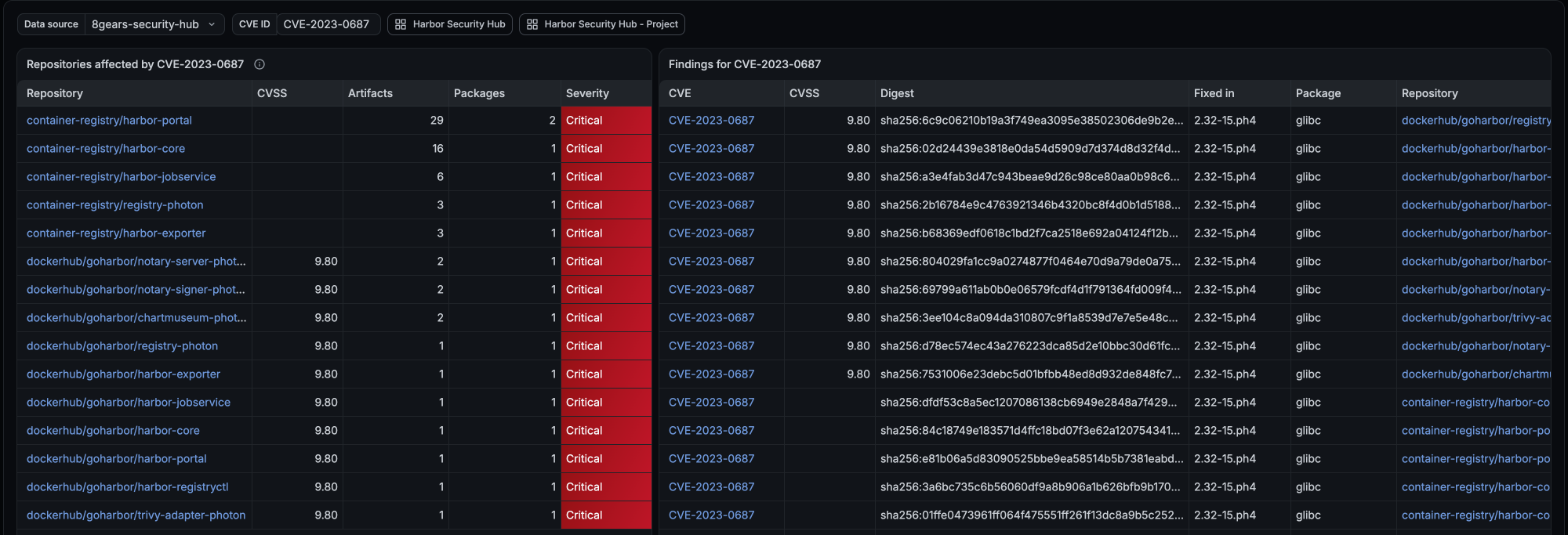 Data source 8gears-security-hub CVE ID CVE-2023-0687 Harbor Security Hub Harbor Security Hub - Project
Repositories affected by CVE-2023-0687
Repository CVSS Artifacts Packages Severity
container-registry/harbor-portal 29 2 Critical
container-registry/harbor-core 16 1 Critical
container-registry/harbor-jobservice 6 1 Critical
container-registry/registry-photon 3 1 Critical
container-registry/harbor-exporter 3 1 Critical
dockerhub/goharbor/notary-server-phot... 9.80 2 1 Critical
dockerhub/goharbor/notary-signer-phot... 9.80 2 1 Critical
dockerhub/goharbor/chartmuseum-phot... 9.80 2 1 Critical
dockerhub/goharbor/registry-photon 9.80 1 1 Critical
dockerhub/goharbor/harbor-exporter 9.80 1 1 Critical
dockerhub/goharbor/harbor-jobservice 9.80 1 1 Critical
dockerhub/goharbor/harbor-core 9.80 1 1 Critical
dockerhub/goharbor/harbor-portal 9.80 1 1 Critical
dockerhub/goharbor/harbor-registryctl 9.80 1 1 Critical
dockerhub/goharbor/trivy-adapter-photon 9.80 1 1 Critical
Findings for CVE-2023-0687
CVE CVSS Digest Fixed in Package Repository
CVE-2023-0687 9.80 sha256:6c9c06210b19a3f749ea3095e38502306de9b2e... 2.32-15.ph4 glibc dockerhub/goharbor/registry
CVE-2023-0687 9.80 sha256:02d24439e3818e0da54d5909d7d374d8d32f4d... 2.32-15.ph4 glibc dockerhub/goharbor/harbor-
CVE-2023-0687 9.80 sha256:a3e4fab3d47c943beae9d26c98ce80aa0b98c6... 2.32-15.ph4 glibc dockerhub/goharbor/harbor-
CVE-2023-0687 9.80 sha256:2b16784e9c4763921346b4320bc8f4d0b1d5188... 2.32-15.ph4 glibc dockerhub/goharbor/harbor-
CVE-2023-0687 9.80 sha256:b68369edf0618c1bd2f7ca2518e692a04124f12b... 2.32-15.ph4 glibc dockerhub/goharbor/harbor-
CVE-2023-0687 9.80 sha256:804029fa1cc9a0274877f0464e70d9a79de0a75... 2.32-15.ph4 glibc dockerhub/goharbor/harbor-
CVE-2023-0687 9.80 sha256:69799a611ab0b0e06579fcdf4d1f791364fd009f4... 2.32-15.ph4 glibc dockerhub/goharbor/notary-
CVE-2023-0687 9.80 sha256:3ee104c8a094da310807c9f1a8539d7e7e5e48c... 2.32-15.ph4 glibc dockerhub/goharbor/trivy-ad
CVE-2023-0687 9.80 sha256:d78ec574ec43a276223dca85d2e10bbc30d61fc... 2.32-15.ph4 glibc dockerhub/goharbor/notary-
CVE-2023-0687 9.80 sha256:7531006e23debc5d01bfbb48ed8d932de848fc7... 2.32-15.ph4 glibc dockerhub/goharbor/chartmu
CVE-2023-0687 sha256:dfdf53c8a5ec1207086138cb6949e2848a7f429... 2.32-15.ph4 glibc container-registry/harbor-co
CVE-2023-0687 sha256:84c18749e183571d4ffc18bd07f3e62a120754341... 2.32-15.ph4 glibc container-registry/harbor-po
CVE-2023-0687 sha256:e81b06a5d83090525bbe9ea58514b5b7381eabd... 2.32-15.ph4 glibc container-registry/harbor-po
CVE-2023-0687 sha256:3a6bc735c6b56060df9a8b906a1b626bfb9b170... 2.32-15.ph4 glibc container-registry/harbor-co
CVE-2023-0687 sha256:01ffe0473961ff064f475551ff261f13dc8a9b5c252... 2.32-15.ph4 glibc container-registry/harbor-co